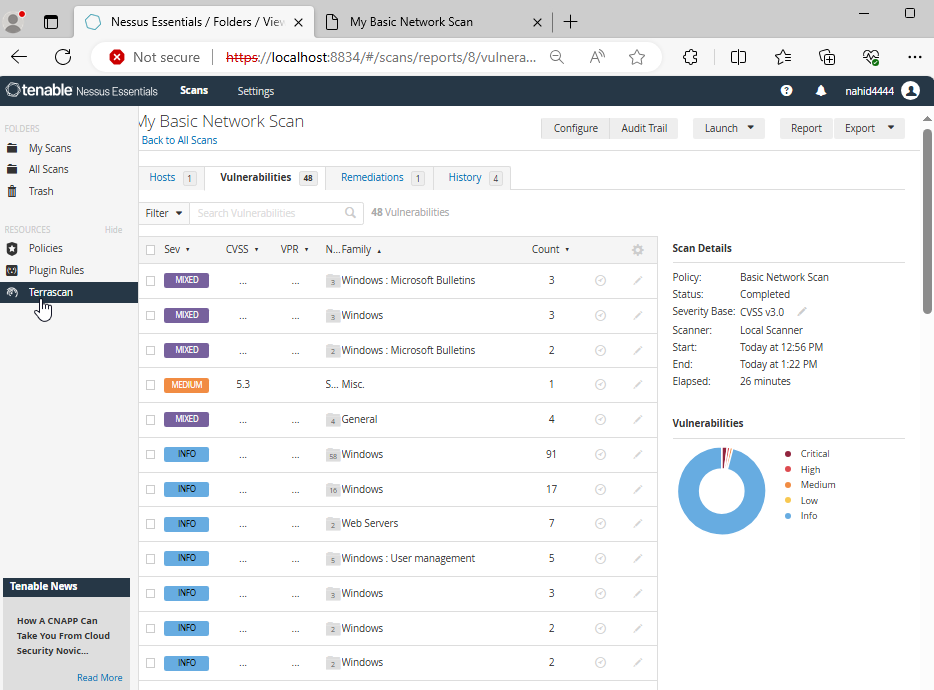 Nessus Essentials / Folders / View
My Basic Network Scan
Not secure
https://localhost:8834/#/scans/reports/8/vulnera...
tenable Nessus Essentials
Scans
Settings
nahid4444
FOLDERS
My Scans
All Scans
Trash
RESOURCES Hide
Policies
Plugin Rules
Terrascan
Tenable News
How A CNAPP Can
Take You From Cloud
Security Novic...
Read More
My Basic Network Scan
Back to All Scans
Configure Audit Trail Launch Report Export
Hosts 1 Vulnerabilities 48 Remediations 1 History 4
Filter Search Vulnerabilities 48 Vulnerabilities
Sev CVSS VPR N... Family Count
MIXED ... ... 3 Windows : Microsoft Bulletins 3
MIXED ... ... 3 Windows 3
MIXED ... ... 2 Windows : Microsoft Bulletins 2
MEDIUM 5.3 S... Misc. 1
MIXED ... ... 4 General 4
INFO ... ... 58 Windows 91
INFO ... ... 16 Windows 17
INFO ... ... 2 Web Servers 7
INFO ... ... 5 Windows : User management 5
INFO ... ... 3 Windows 3
INFO ... ... 2 Windows 2
INFO ... ... 2 Windows 2
Scan Details
Policy: Basic Network Scan
Status: Completed
Severity Base: CVSS v3.0
Scanner: Local Scanner
Start: Today at 12:56 PM
End: Today at 1:22 PM
Elapsed: 26 minutes
Vulnerabilities
Critical
High
Medium
Low
Info